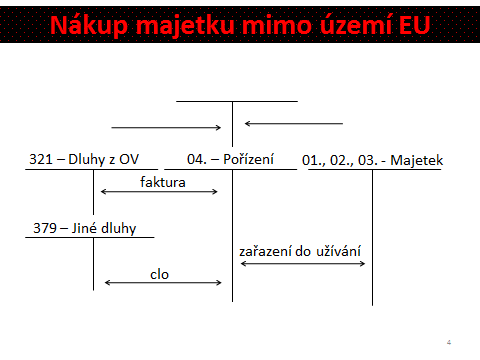 Nákup majetku mimo území EU
321 – Dluhy z OV
04. – Pořízení
01., 02., 03. - Majetek
faktura
379 – Jiné dluhy
zařazení do užívání
clo
4